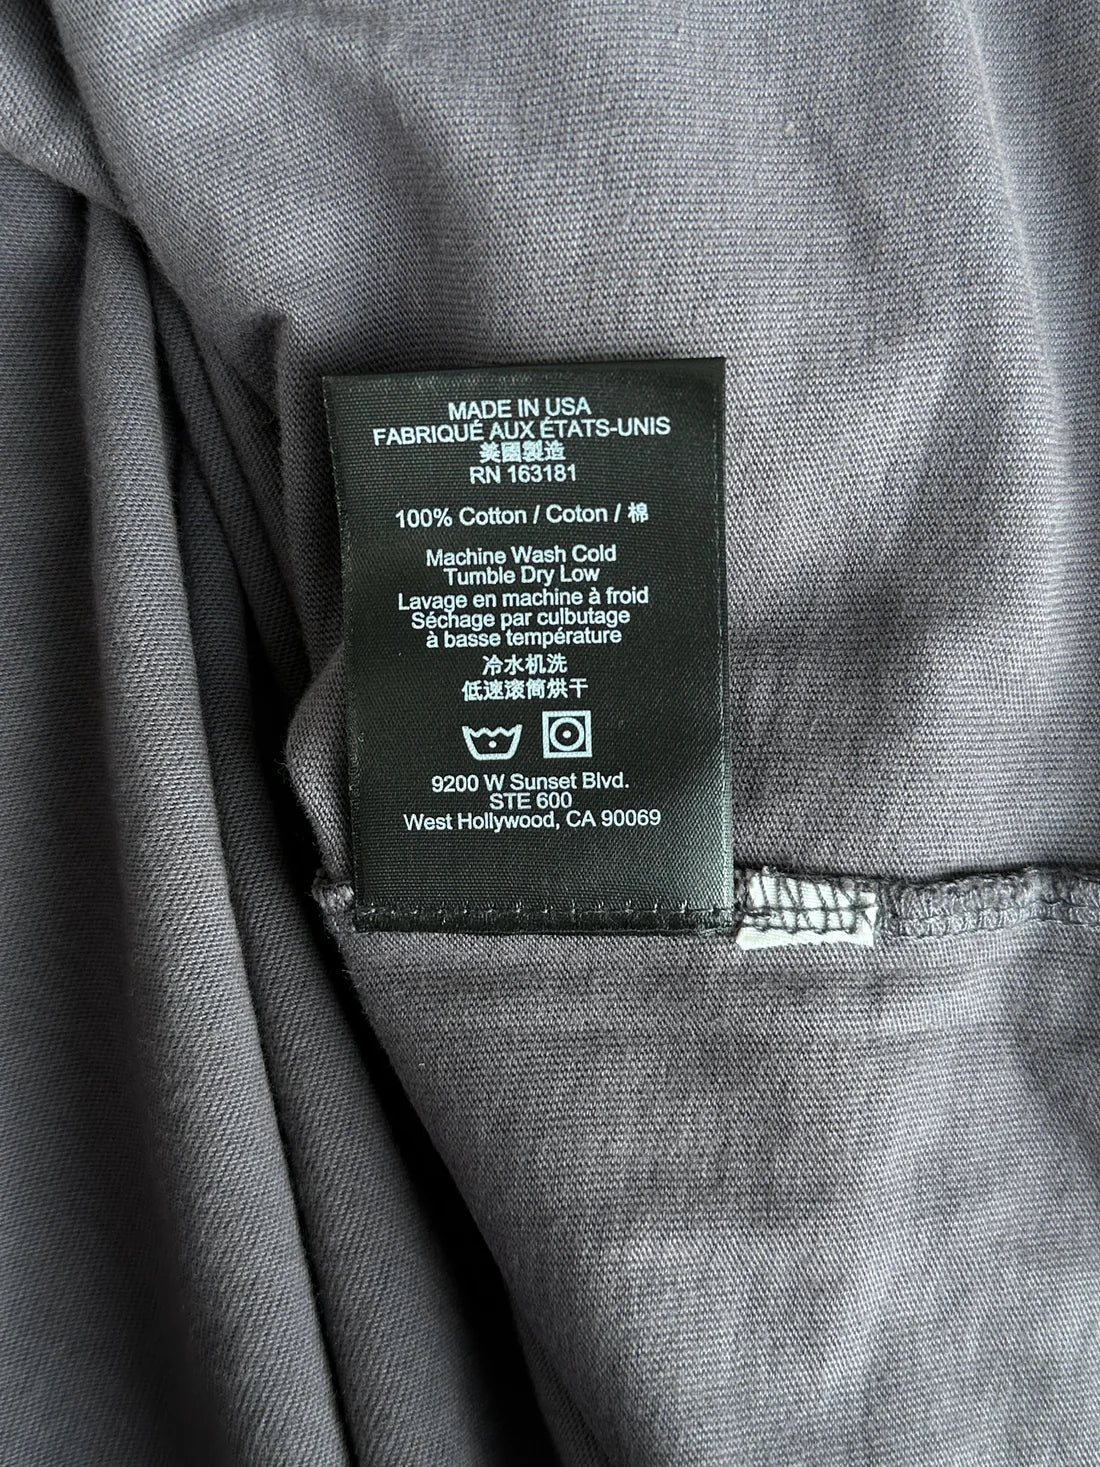 MADE IN USA
FABRIQUÉ AUX ÉTATS-UNIS
美國製造
RN 163181
100% Cotton / Coton / 棉
Machine Wash Cold
Tumble Dry Low
Lavage en machine à froid
Séchage par culbutage
à basse température
冷水机洗
低速滚筒烘干
9200 W Sunset Blvd.
STE 600
West Hollywood, CA 90069